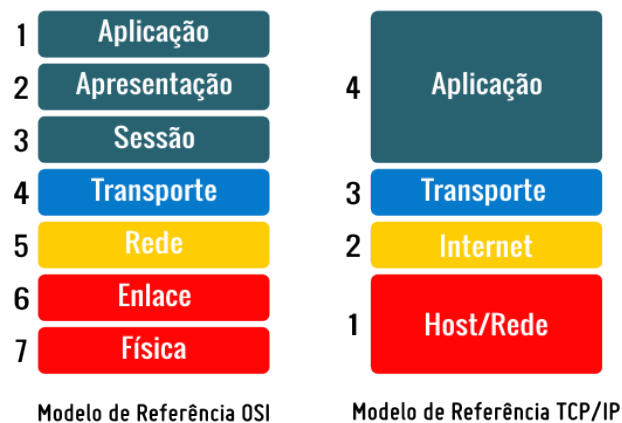 1 Aplicação
2 Apresentação
3 Sessão
4 Transporte
5 Rede
6 Enlace
7 Física
Modelo de Referência OSI
4 Aplicação
3 Transporte
2 Internet
1 Host/Rede
Modelo de Referência TCP/IP